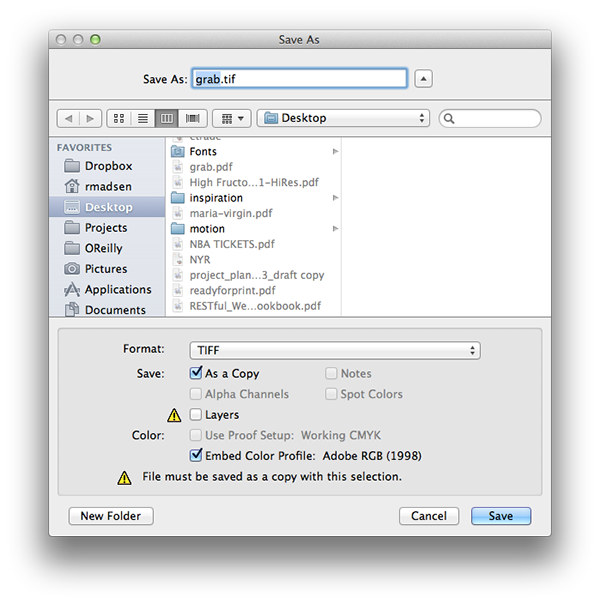 Save As
Save As: grab.tif
Desktop
FAVORITES
Dropbox
rmadsen
Desktop
Projects
OReilly
Pictures
Applications
Documents
Fonts
grab.pdf
High Fructo...1-HiRes.pdf
inspiration
maria-virgin.pdf
motion
NBA TICKETS.pdf
NYR
project_plan...3_draft copy
readyforprint.pdf
RESTful_We...ookbook.pdf
Format: TIFF
Save: As a Copy Notes
Alpha Channels Spot Colors
Layers
Color: Use Proof Setup: Working CMYK
Embed Color Profile: Adobe RGB (1998)
File must be saved as a copy with this selection.
New Folder Cancel Save